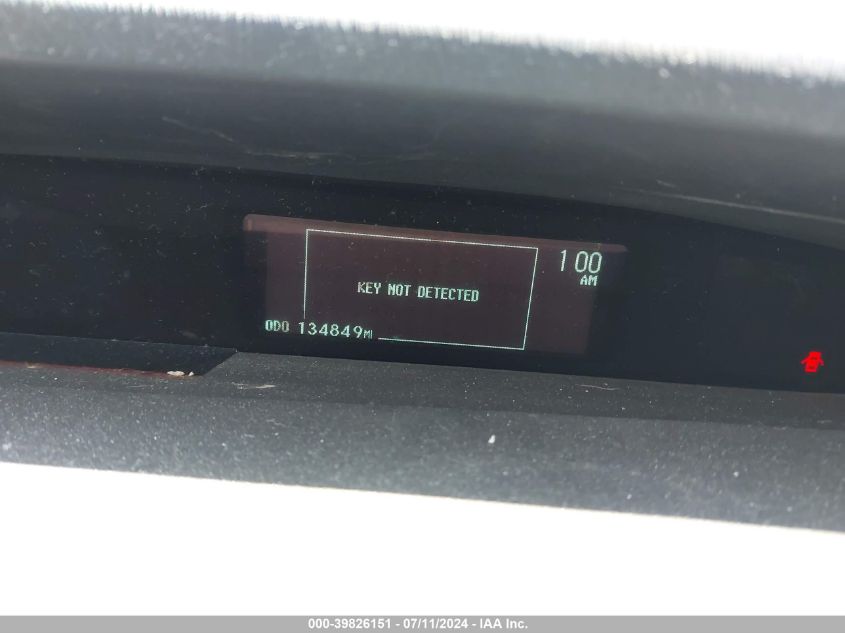 1:00
AM
KEY NOT DETECTED
ODO 134849MI
000-39826151 - 07/11/2024 - IAA Inc.